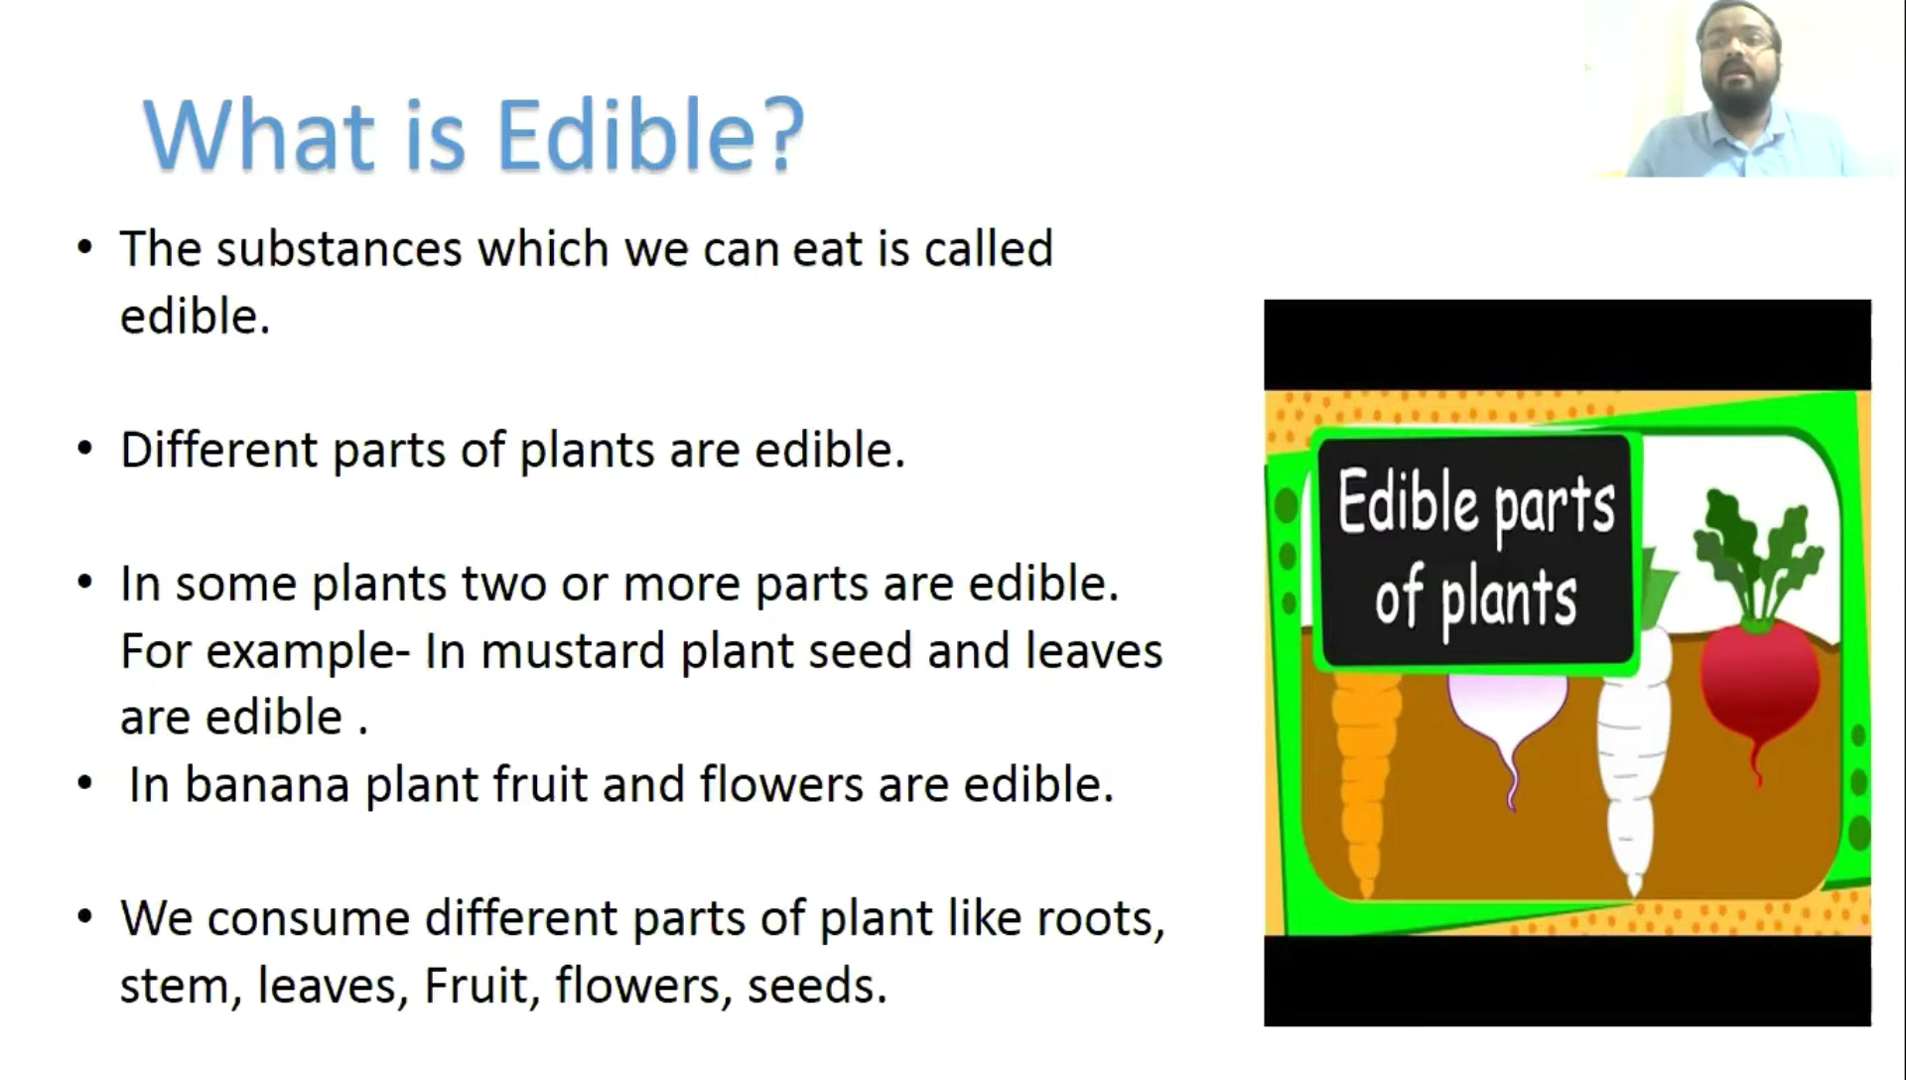 What is Edible?
• The substances which we can eat is called
edible.
• Different parts of plants are edible.
• In some plants two or more parts are edible.
For example- In mustard plant seed and leaves
are edible .
• In banana plant fruit and flowers are edible.
• We consume different parts of plant like roots,
stem, leaves, Fruit, flowers, seeds.
Edible parts
of plants